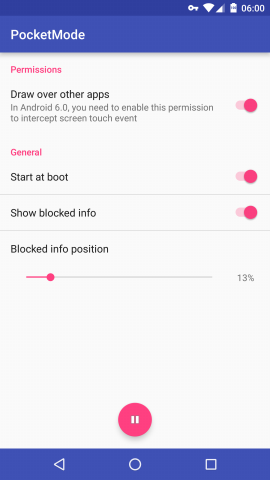 06:00
PocketMode
Permissions
Draw over other apps
In Android 6.0, you need to enable this permission
to intercept screen touch event
General
Start at boot
Show blocked info
Blocked info position
13%